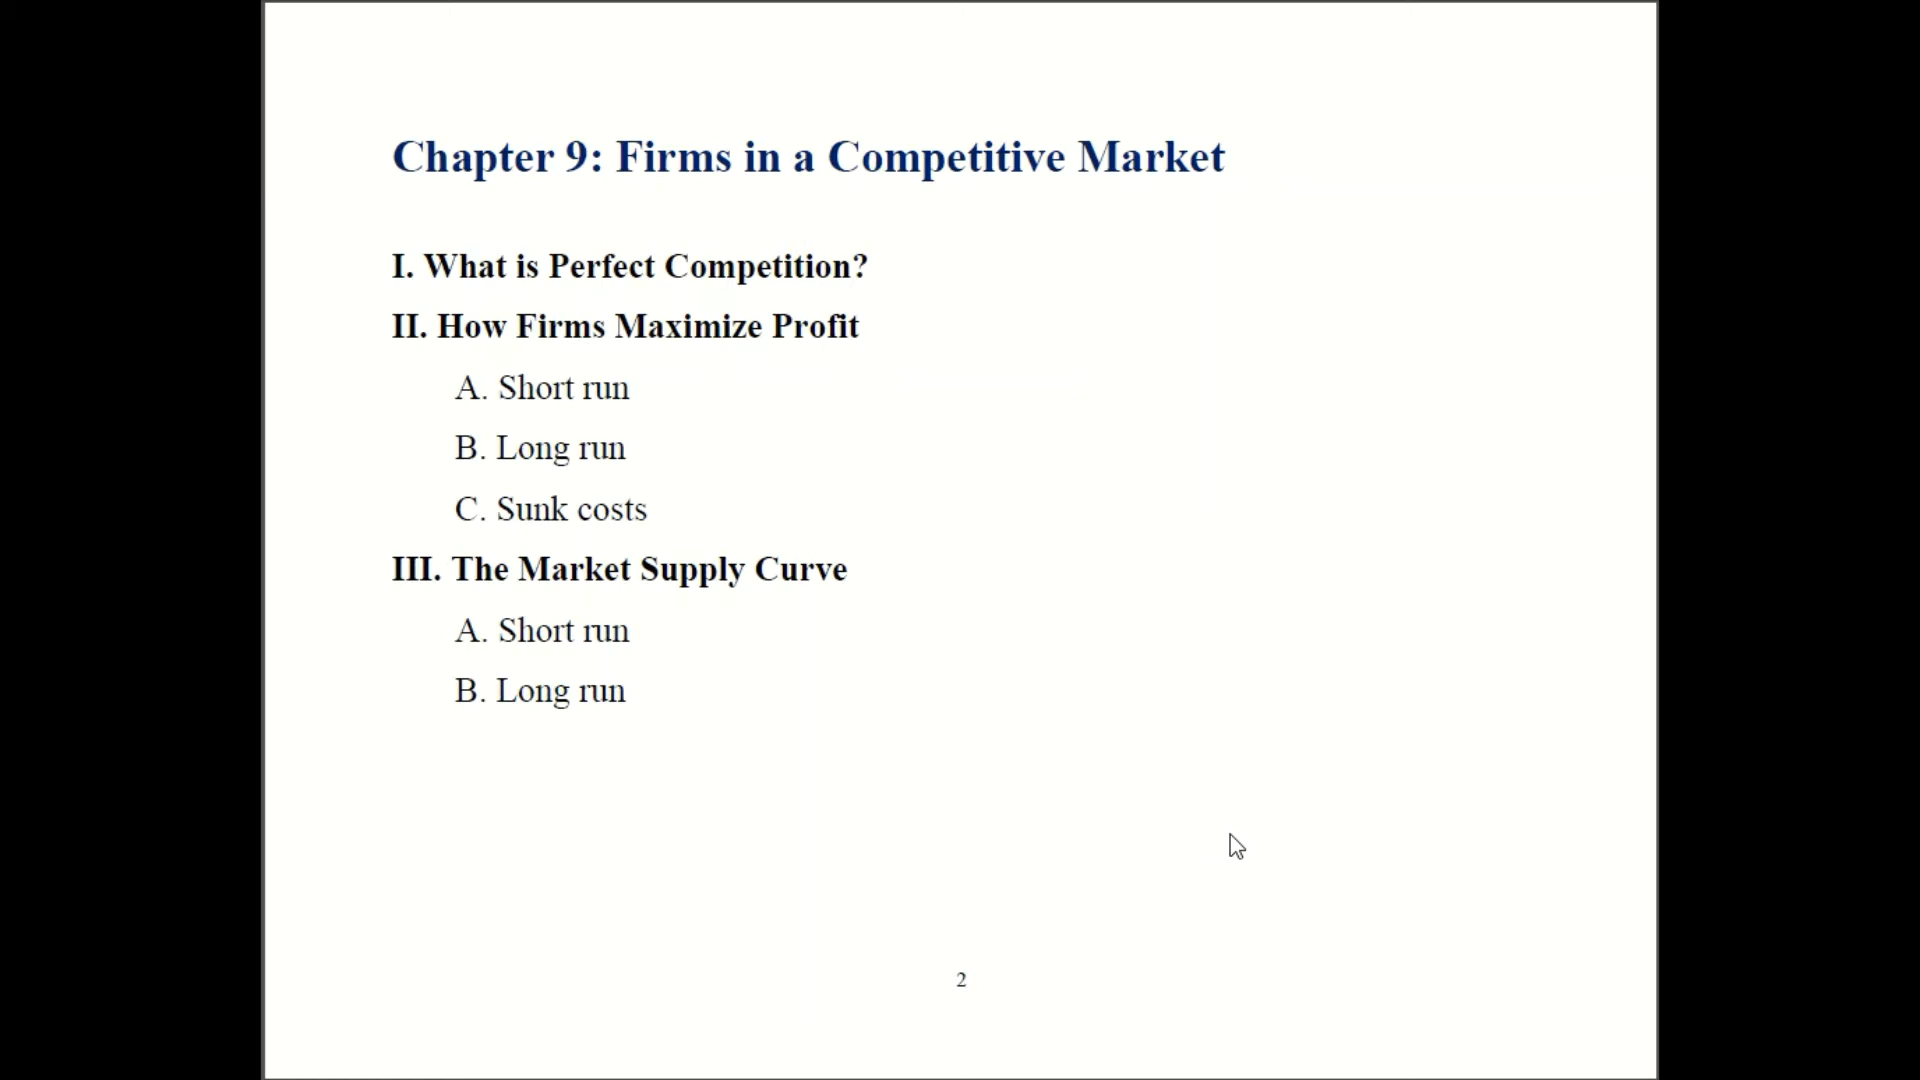 Chapter 9: Firms in a Competitive Market
I. What is Perfect Competition?
II. How Firms Maximize Profit
A. Short run
B. Long run
C. Sunk costs
III. The Market Supply Curve
A. Short run
B. Long run
2